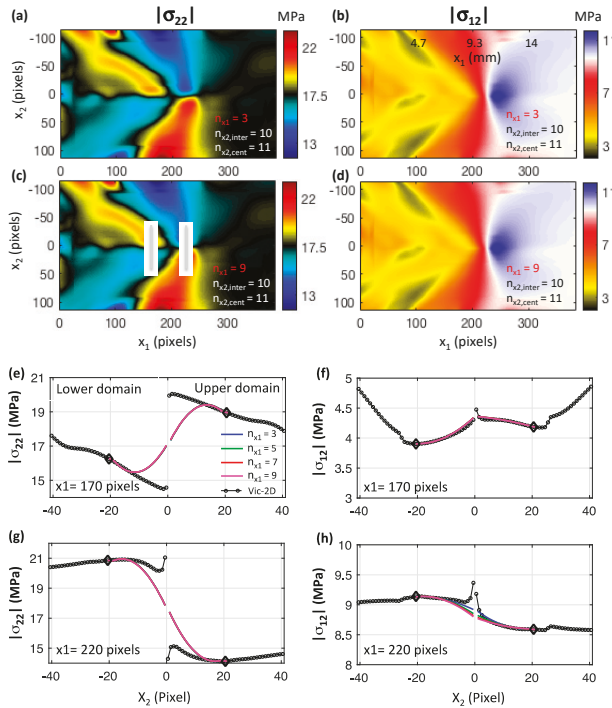 (a) |σ22| MPa (b) |σ12| MPa
-100
-50
0
50
100
x2 (pixels)
nx1 = 3
nx2,inter = 10
nx2,cent = 11
0 100 200 300
22
17.5
13
4.7 9.3 14
x1 (mm)
nx1 = 3
nx2,inter = 10
nx2,cent = 11
0 100 200 300
11
7
3
(c) (d)
-100
-50
0
50
100
x2 (pixels)
nx1 = 9
nx2,inter = 10
nx2,cent = 11
0 100 200 300
x1 (pixels)
22
17.5
13
nx1 = 9
nx2,inter = 10
nx2,cent = 11
0 100 200 300
x1 (pixels)
7
3
(e)
21
19
16
15
|σ22| (MPa)
Lower domain Upper domain
nx1 = 3
nx1 = 5
nx1 = 7
nx1 = 9
Vic-2D
x1= 170 pixels
-40 -20 0 20 40
(f)
5
4.5
4
3.5
|σ12| (MPa)
x1= 170 pixels
-40 -20 0 20 40
(g)
21
19
16
14
|σ22| (MPa)
x1= 220 pixels
-40 -20 0 20 40
X2 (Pixel)
(h)
10
9.5
9
8.5
8
|σ12| (MPa)
x1= 220 pixels
-40 -20 0 20 40
X2 (Pixel)